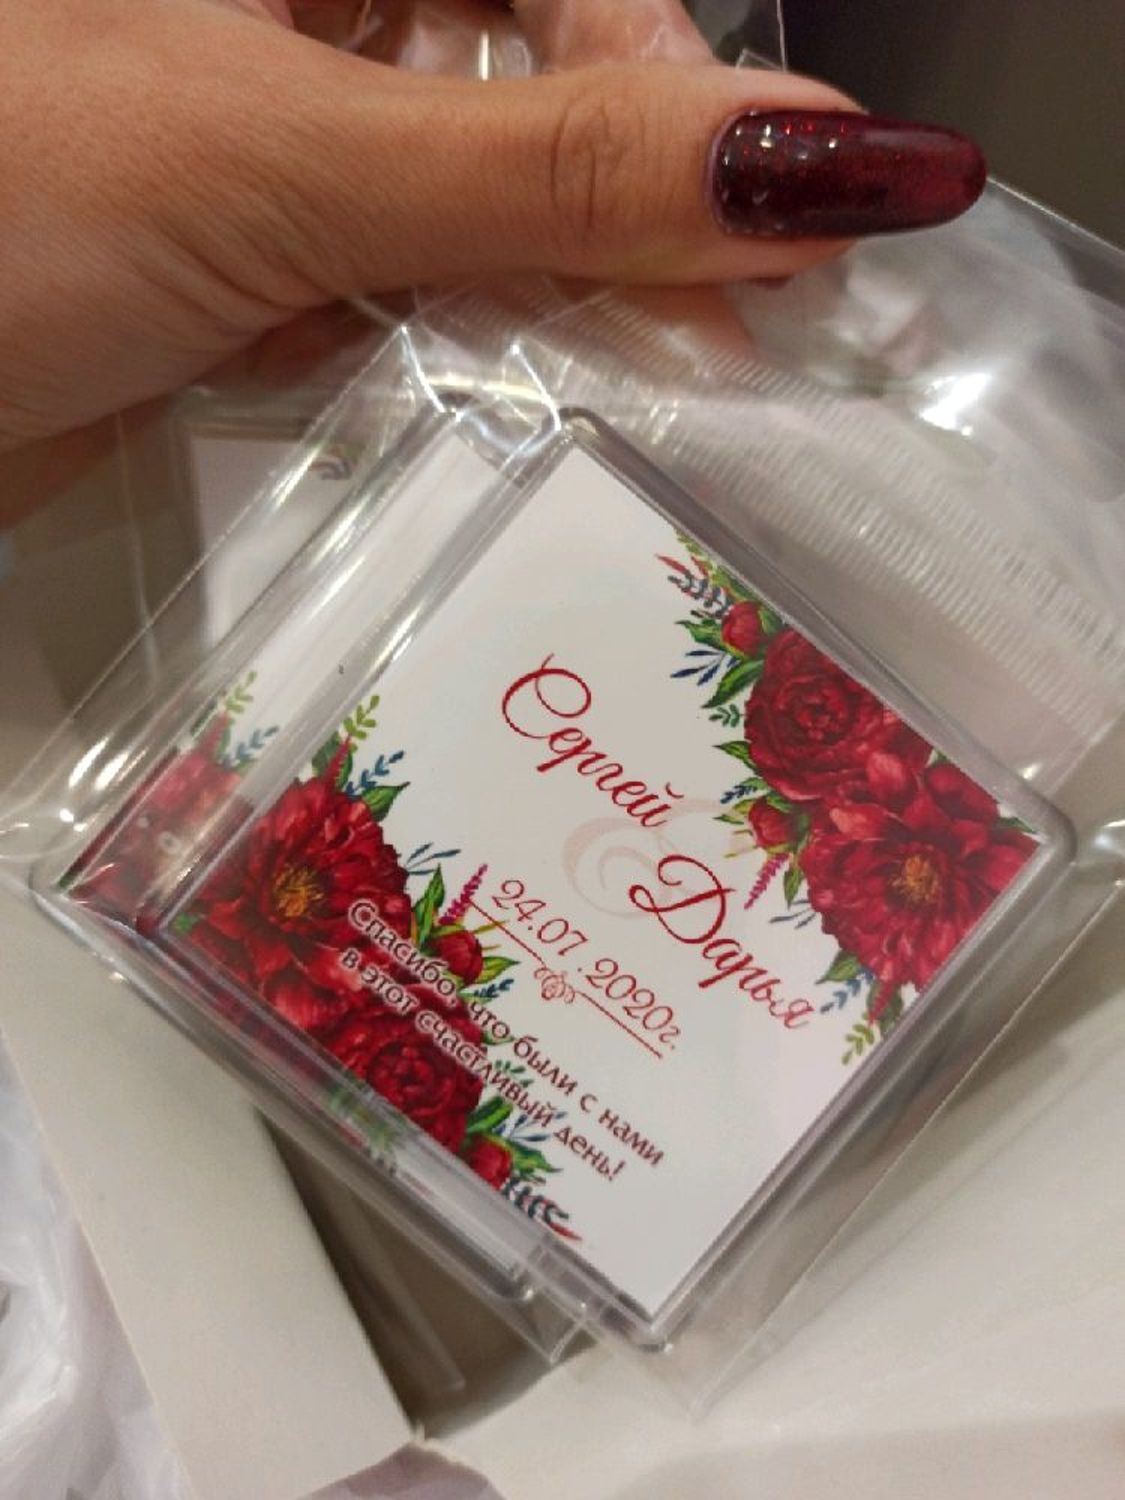 Сергей
&
Дарья
24.07.2020г.
Спасибо, что были с нами
в этот счастливый день!